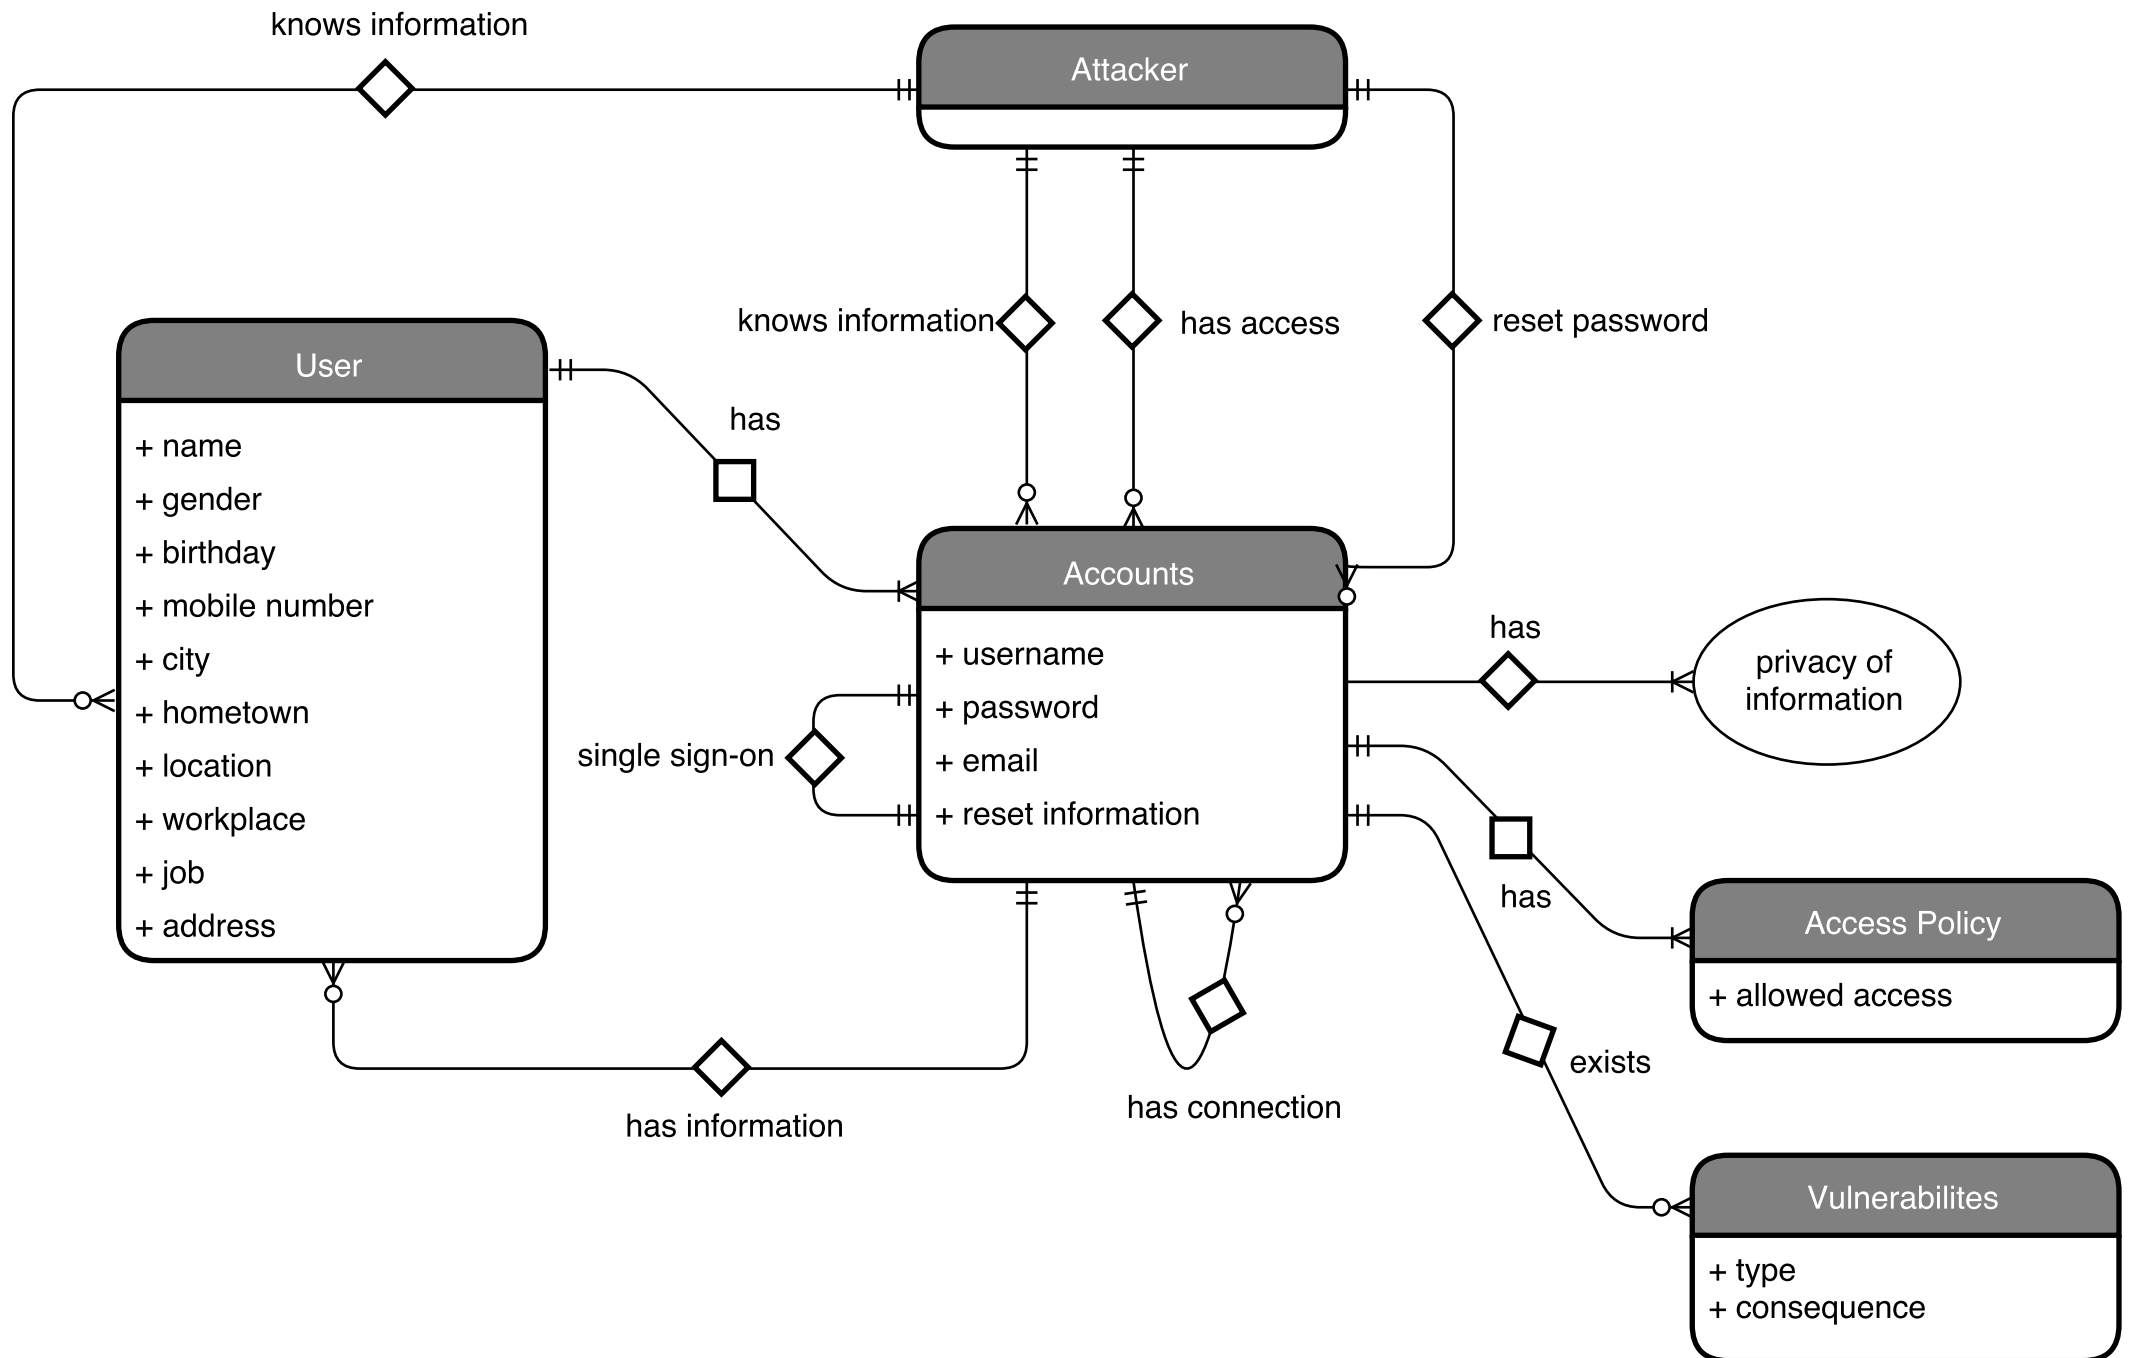 knows information
Attacker
knows information
has access
reset password
User
+ name
+ gender
+ birthday
+ mobile number
+ city
+ hometown
+ location
+ workplace
+ job
+ address
has
Accounts
+ username
+ password
+ email
+ reset information
single sign-on
has
privacy of
information
has
Access Policy
+ allowed access
exists
has information
has connection
Vulnerabilites
+ type
+ consequence